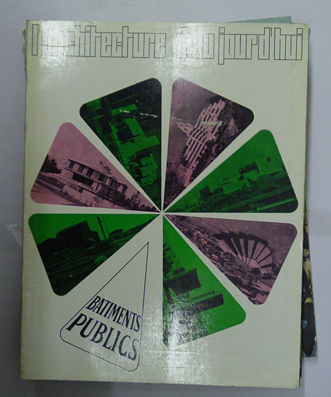 l'architecture d'aujourd'hui
BATIMENTS
PUBLICS